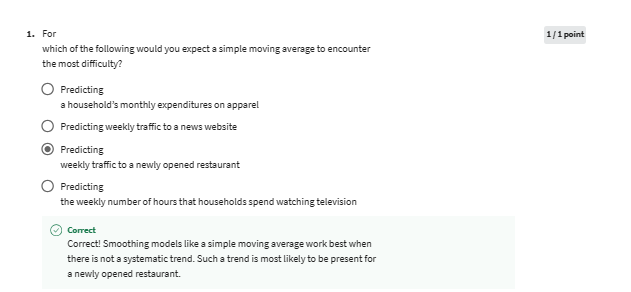 1. For
1 / 1 point
which of the following would you expect a simple moving average to encounter
the most difficulty?
Predicting
a household's monthly expenditures on apparel
Predicting weekly traffic to a news website
Predicting
weekly traffic to a newly opened restaurant
Predicting
the weekly number of hours that households spend watching television
Correct
Correct! Smoothing models like a simple moving average work best when
there is not a systematic trend. Such a trend is most likely to be present for
a newly opened restaurant.